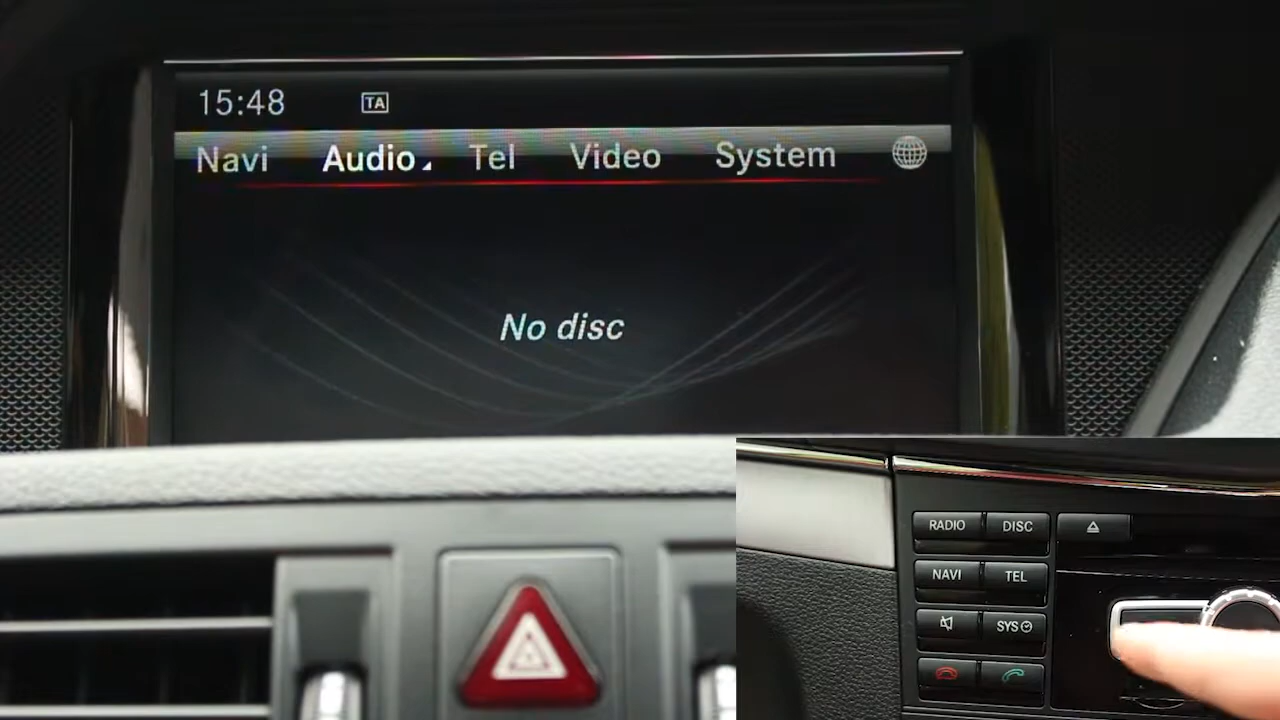 15:48 TA
Navi Audio Tel Video System
No disc
RADIO DISC
NAVI TEL
SYS